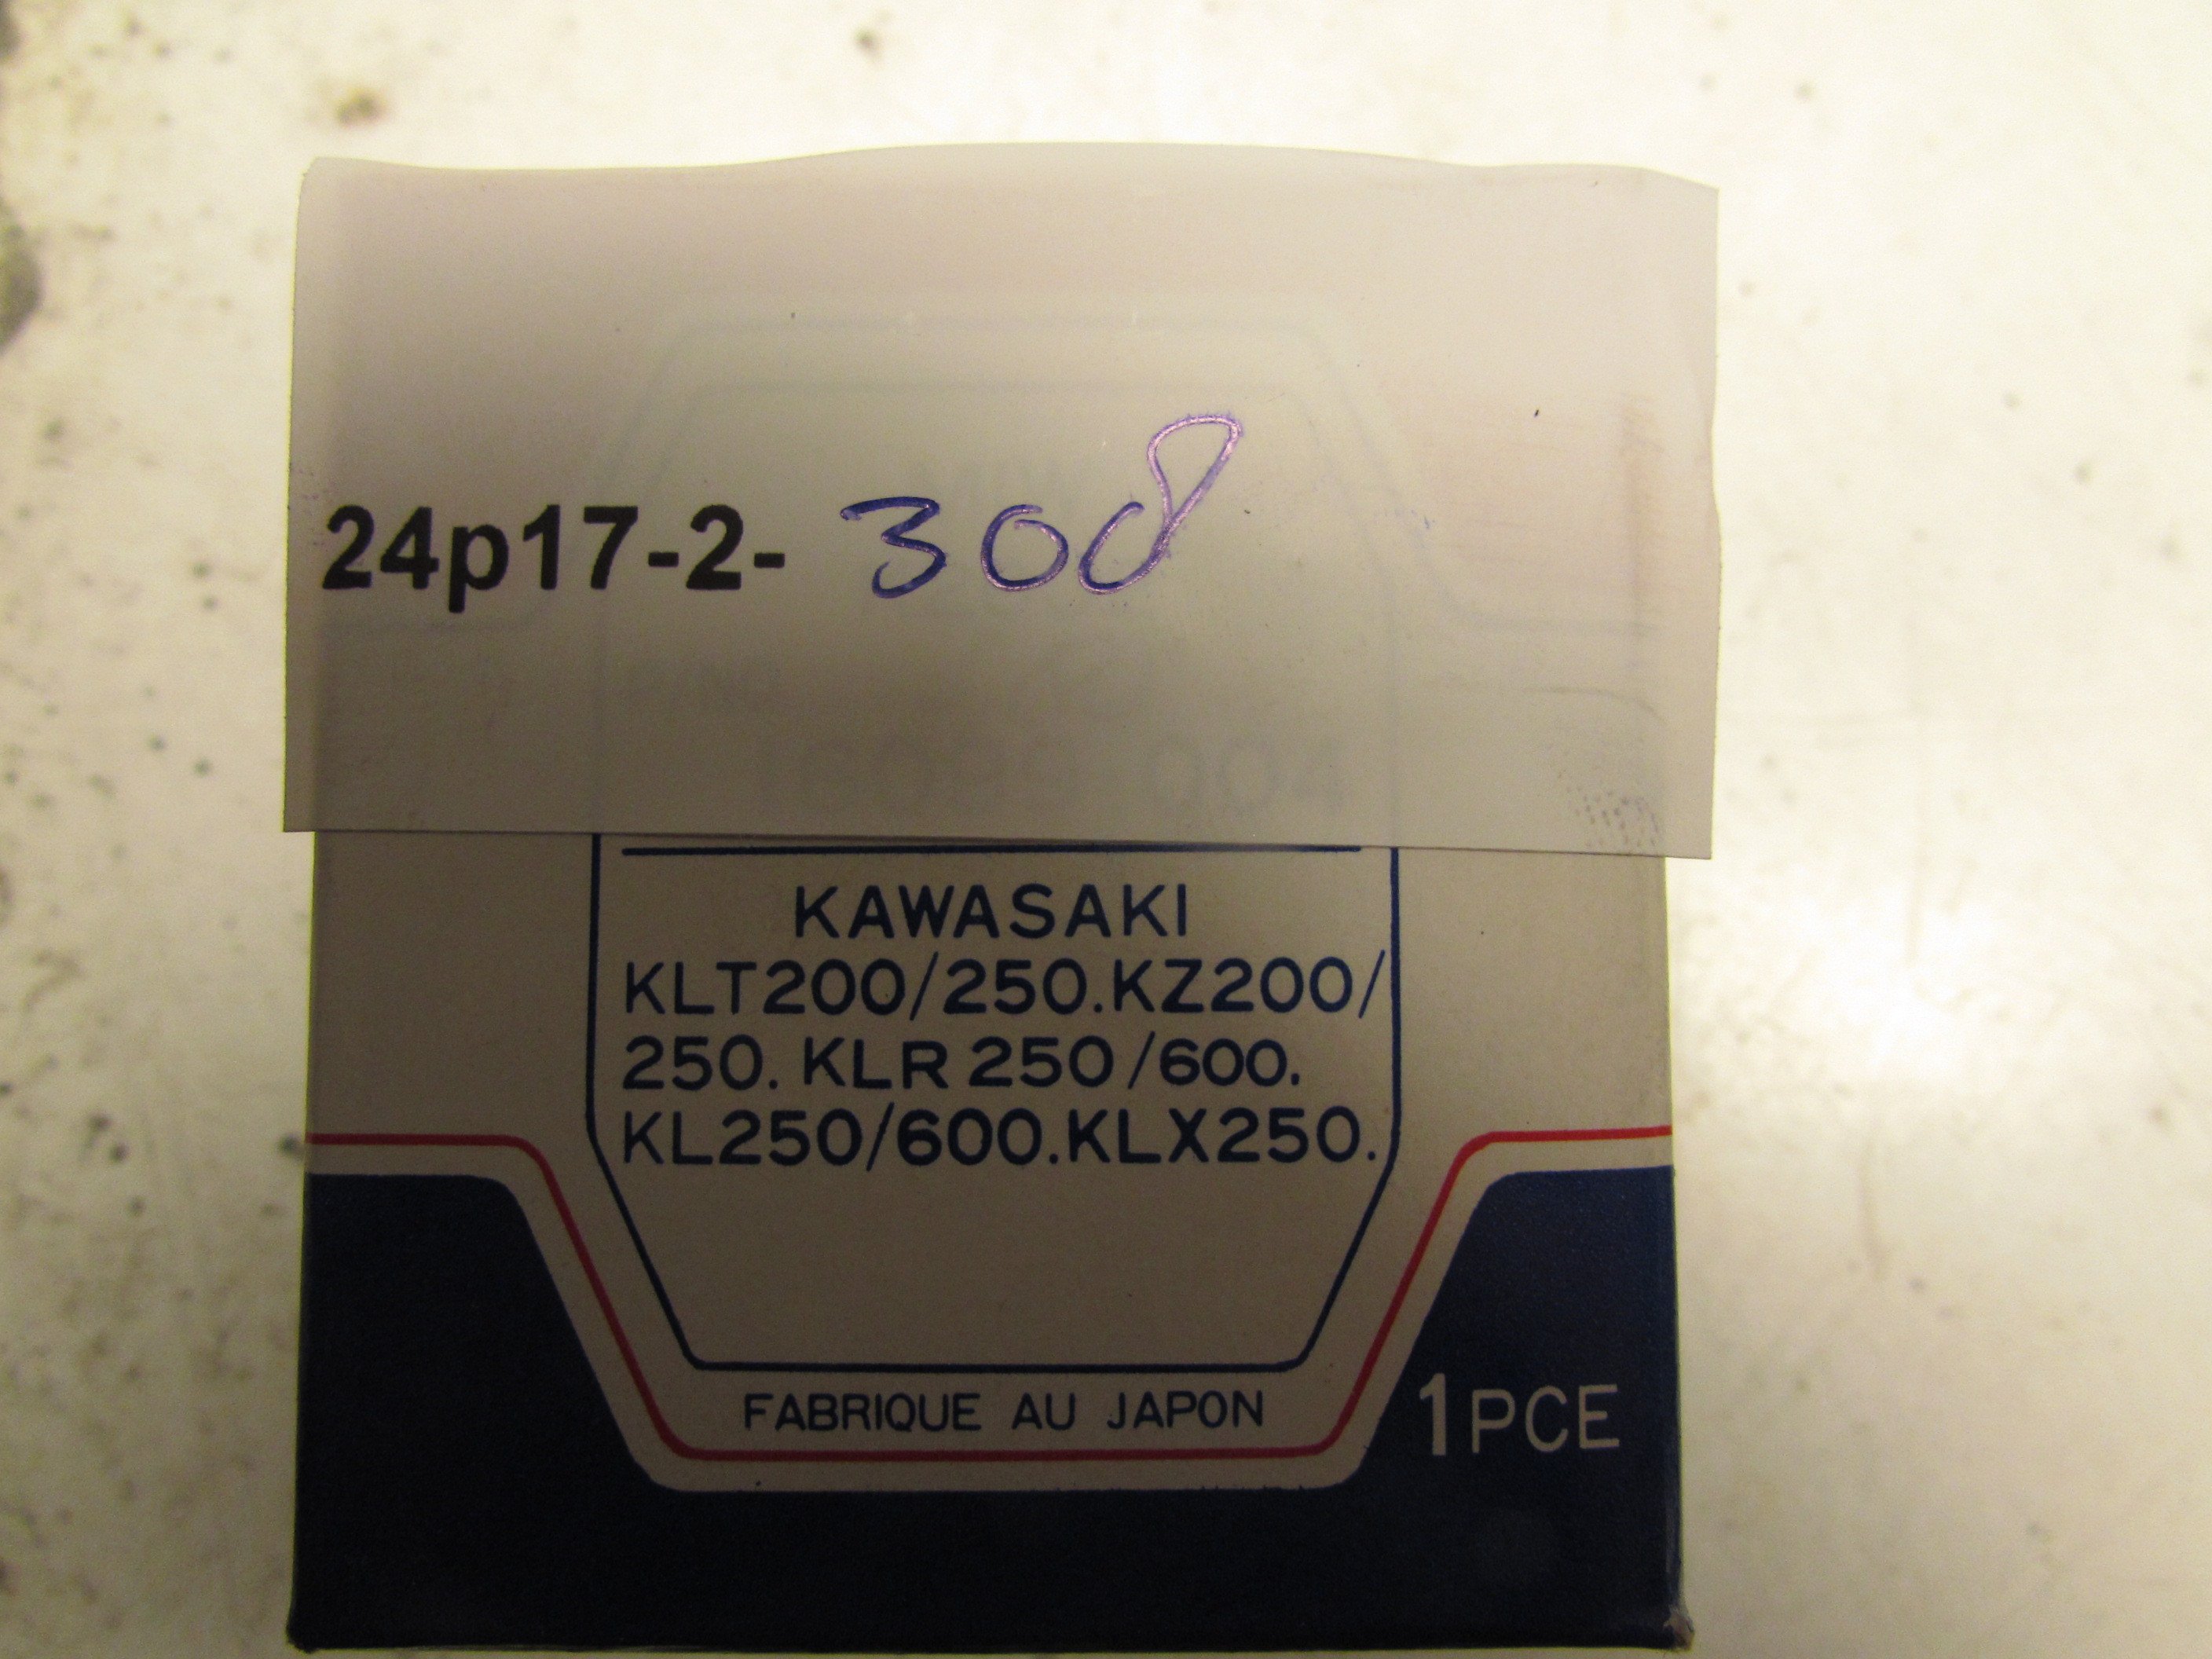 24p17-2- 308
KAWASAKI
KLT200/250.KZ200/
250. KLR 250/600.
KL250/600.KLX250.
FABRIQUE AU JAPON
1PCE